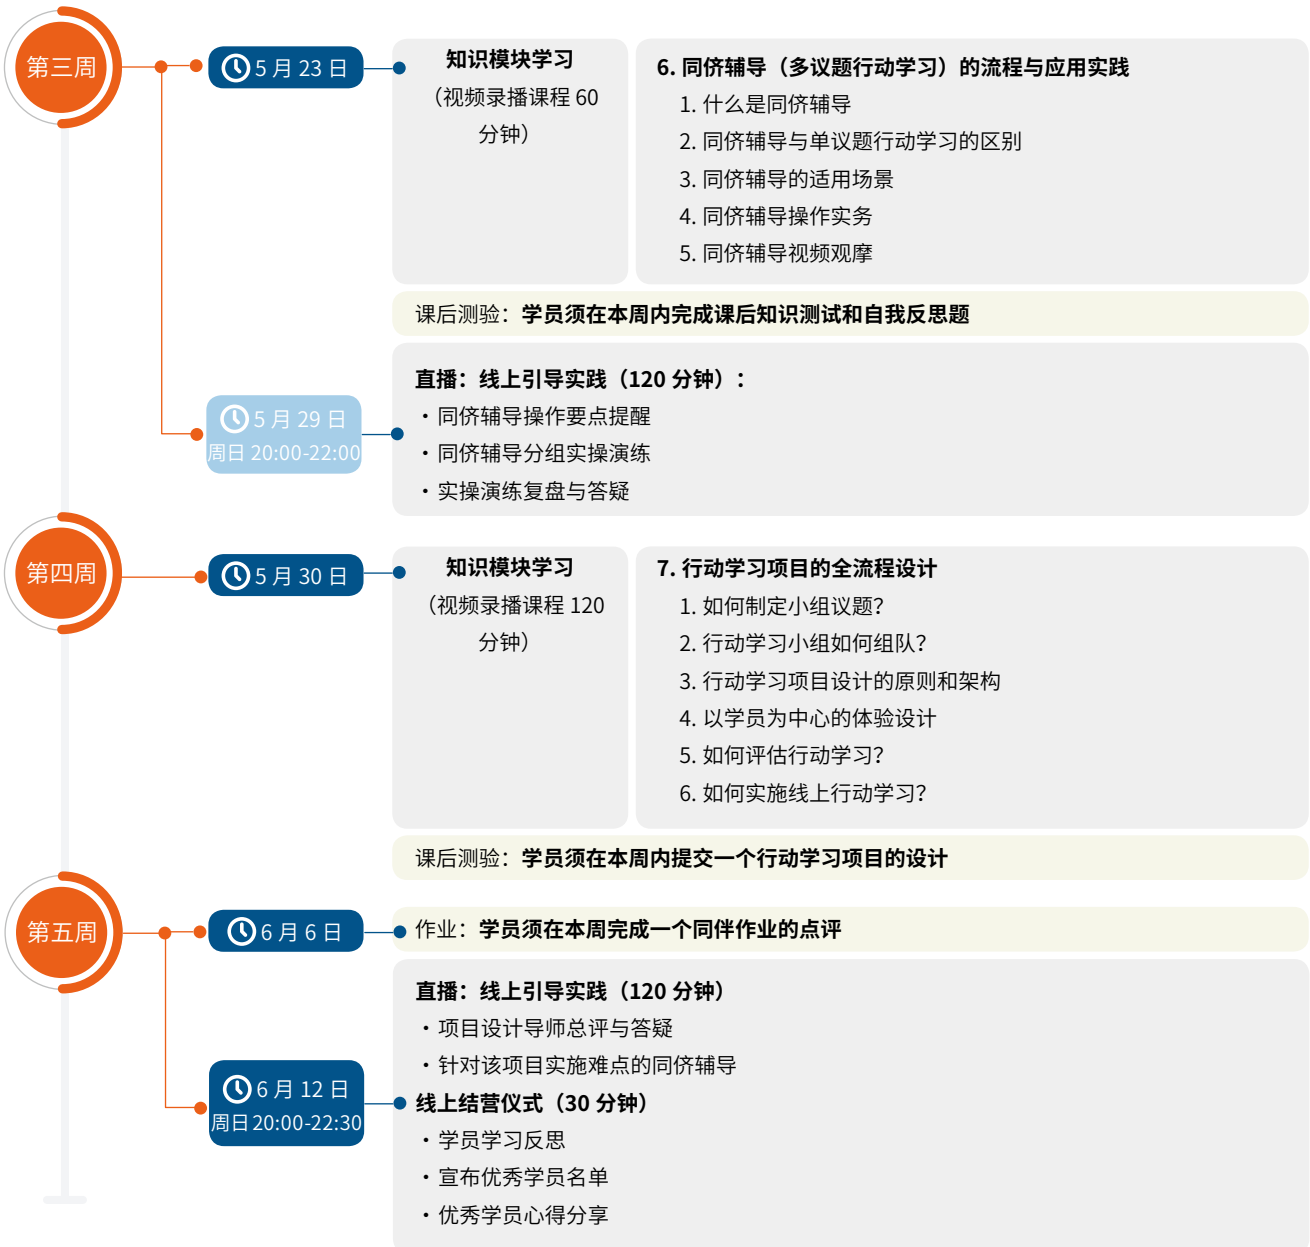 第三周
5 月 23 日
知识模块学习
（视频录播课程 60
分钟）
6. 同侪辅导（多议题行动学习）的流程与应用实践
1. 什么是同侪辅导
2. 同侪辅导与单议题行动学习的区别
3. 同侪辅导的适用场景
4. 同侪辅导操作实务
5. 同侪辅导视频观摩
课后测验：学员须在本周内完成课后知识测试和自我反思题
5 月 29 日
周日 20:00-22:00
直播：线上引导实践（120 分钟）：
· 同侪辅导操作要点提醒
· 同侪辅导分组实操演练
· 实操演练复盘与答疑
第四周
5 月 30 日
知识模块学习
（视频录播课程 120
分钟）
7. 行动学习项目的全流程设计
1. 如何制定小组议题？
2. 行动学习小组如何组队？
3. 行动学习项目设计的原则和架构
4. 以学员为中心的体验设计
5. 如何评估行动学习？
6. 如何实施线上行动学习？
课后测验：学员须在本周内提交一个行动学习项目的设计
第五周
6 月 6 日
作业：学员须在本周完成一个同伴作业的点评
6 月 12 日
周日 20:00-22:30
直播：线上引导实践（120 分钟）
· 项目设计导师总评与答疑
· 针对该项目实施难点的同侪辅导
线上结营仪式（30 分钟）
· 学员学习反思
· 宣布优秀学员名单
· 优秀学员心得分享